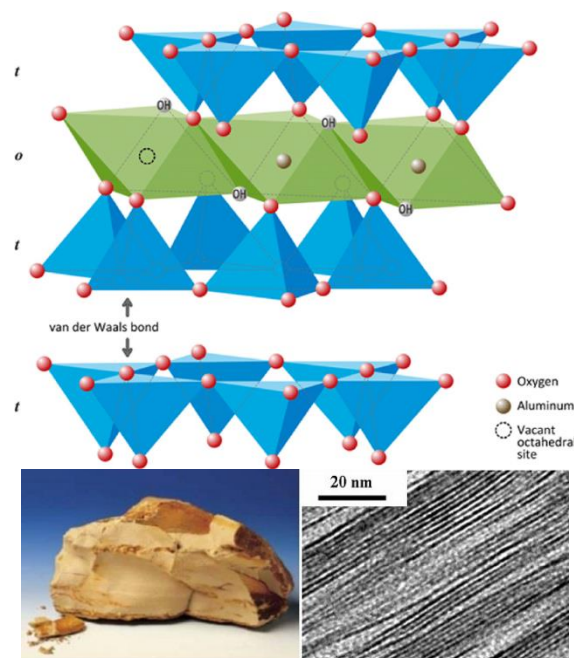 t
OH
OH
o
OH
OH
t
van der Waals bond
t
Oxygen
Aluminum
Vacant
octahedral
site
20 nm